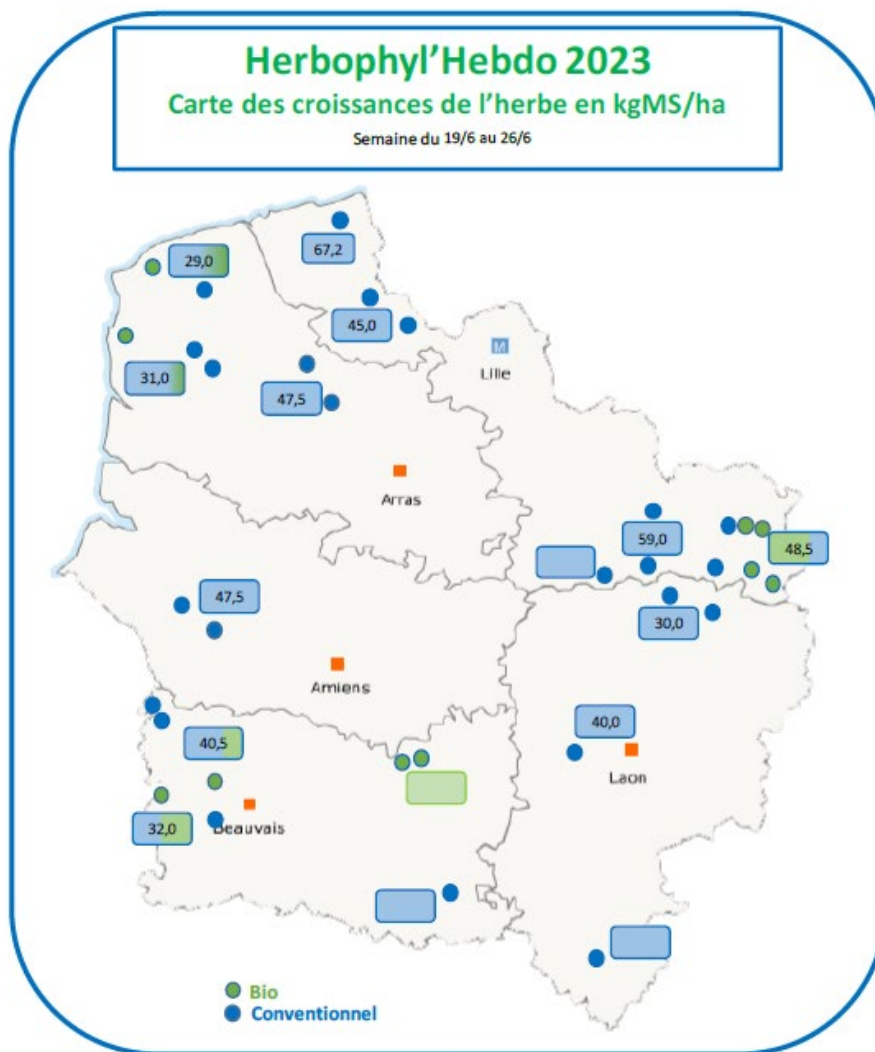 Herbophyl'Hebdo 2023
Carte des croissances de l'herbe en kgMS/ha
Semaine du 19/6 au 26/6
67,2
29,0
45,0
M
Lille
31,0
47,5
Arras
59,0
48,5
47,5
30,0
Amiens
40,0
40,5
Laon
32,0
Beauvais
Bio
Conventionnel